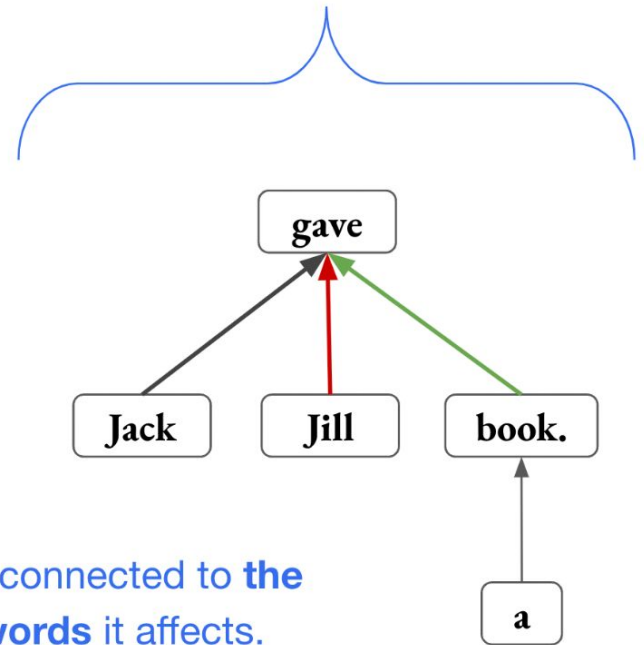 gave
Jack Jill book.
connected to the
words it affects.
a